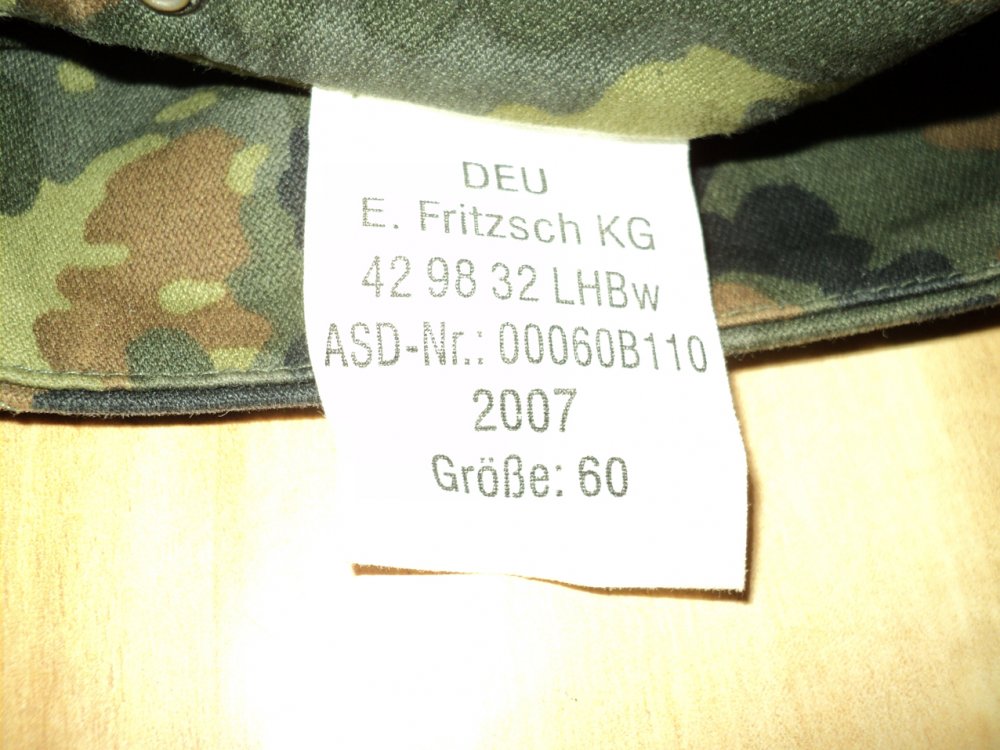 DEU
E. Fritzsch KG
42 98 32 LHBw
ASD-Nr.: 00060B110
2007
Größe: 60